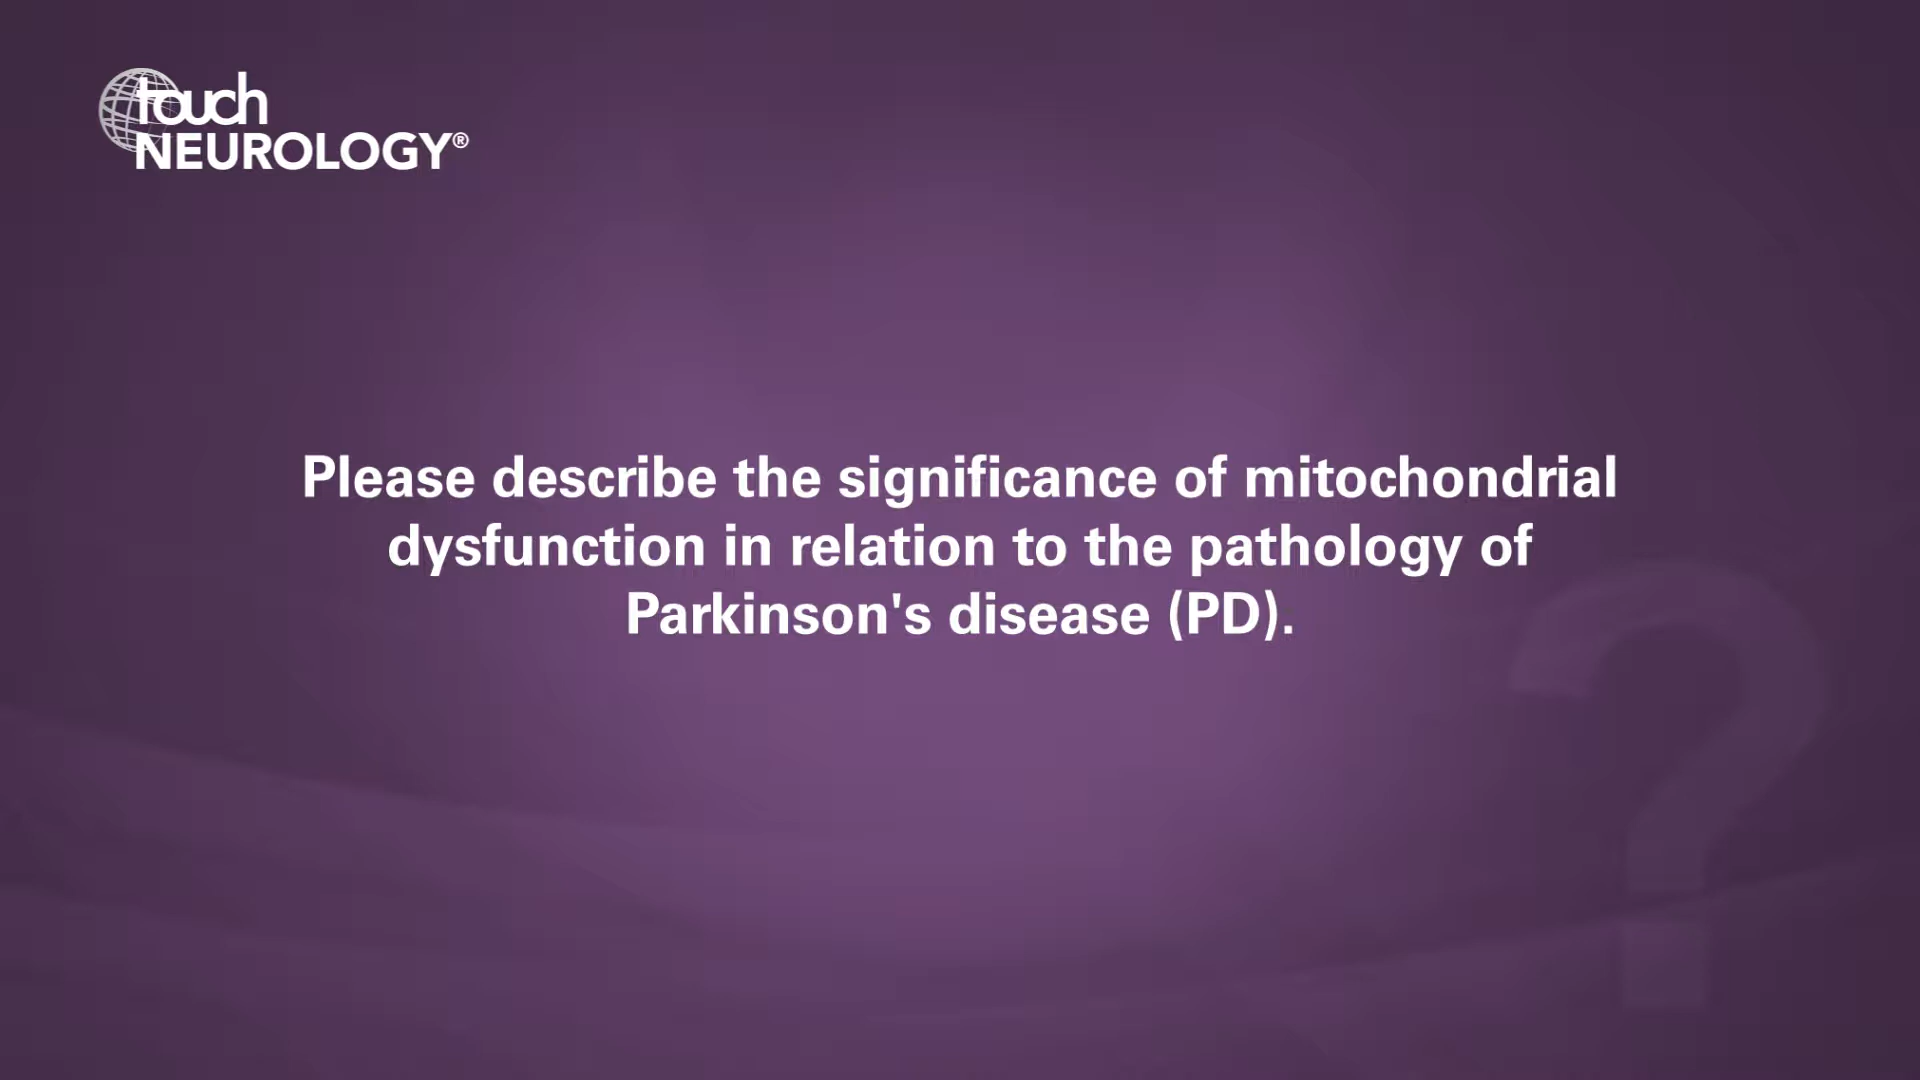 touch
NEUROLOGY®
Please describe the significance of mitochondrial
dysfunction in relation to the pathology of
Parkinson's disease (PD).